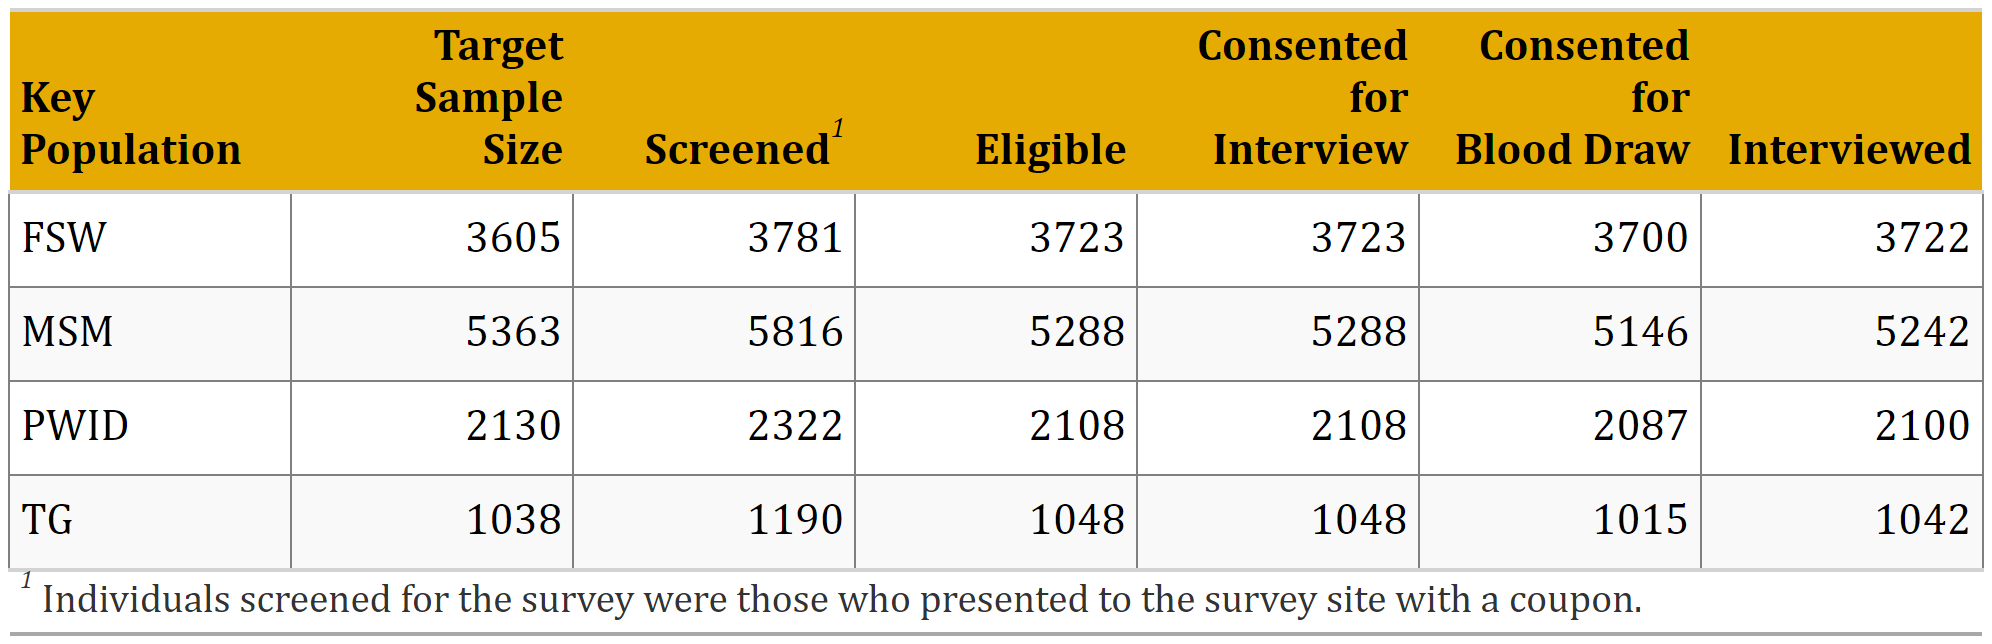 Key Population	Target Sample Size	Screened1	Eligible	Consented for Interview	Consented for Blood Draw	Interviewed
FSW	3605	3781	3723	3723	3700	3722
MSM	5363	5816	5288	5288	5146	5242
PWID	2130	2322	2108	2108	2087	2100
TG	1038	1190	1048	1048	1015	1042
1 Individuals screened for the survey were those who presented to the survey site with a coupon.